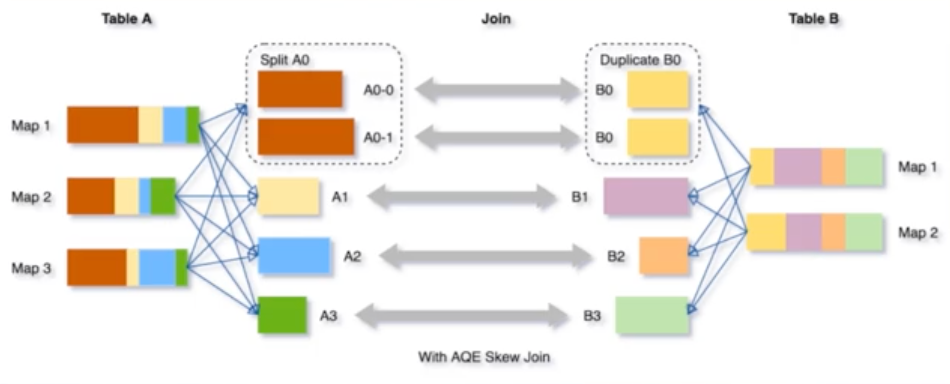 Table A
Join
Table B
Split A0
Duplicate B0
A0-0
B0
Map 1
A0-1
B0
Map 1
Map 2
A1
B1
Map 2
A2
B2
Map 3
A3
B3
With AQE Skew Join